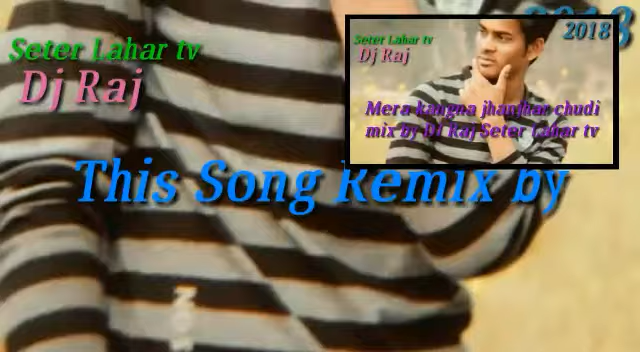 Seter Lahar tv
Dj Raj
2018
This Song Remix by
Seter Lahar tv
Dj Raj
2018
Mera kangna jhanjhar chudi
mix by DJ Raj Seter Lahar tv